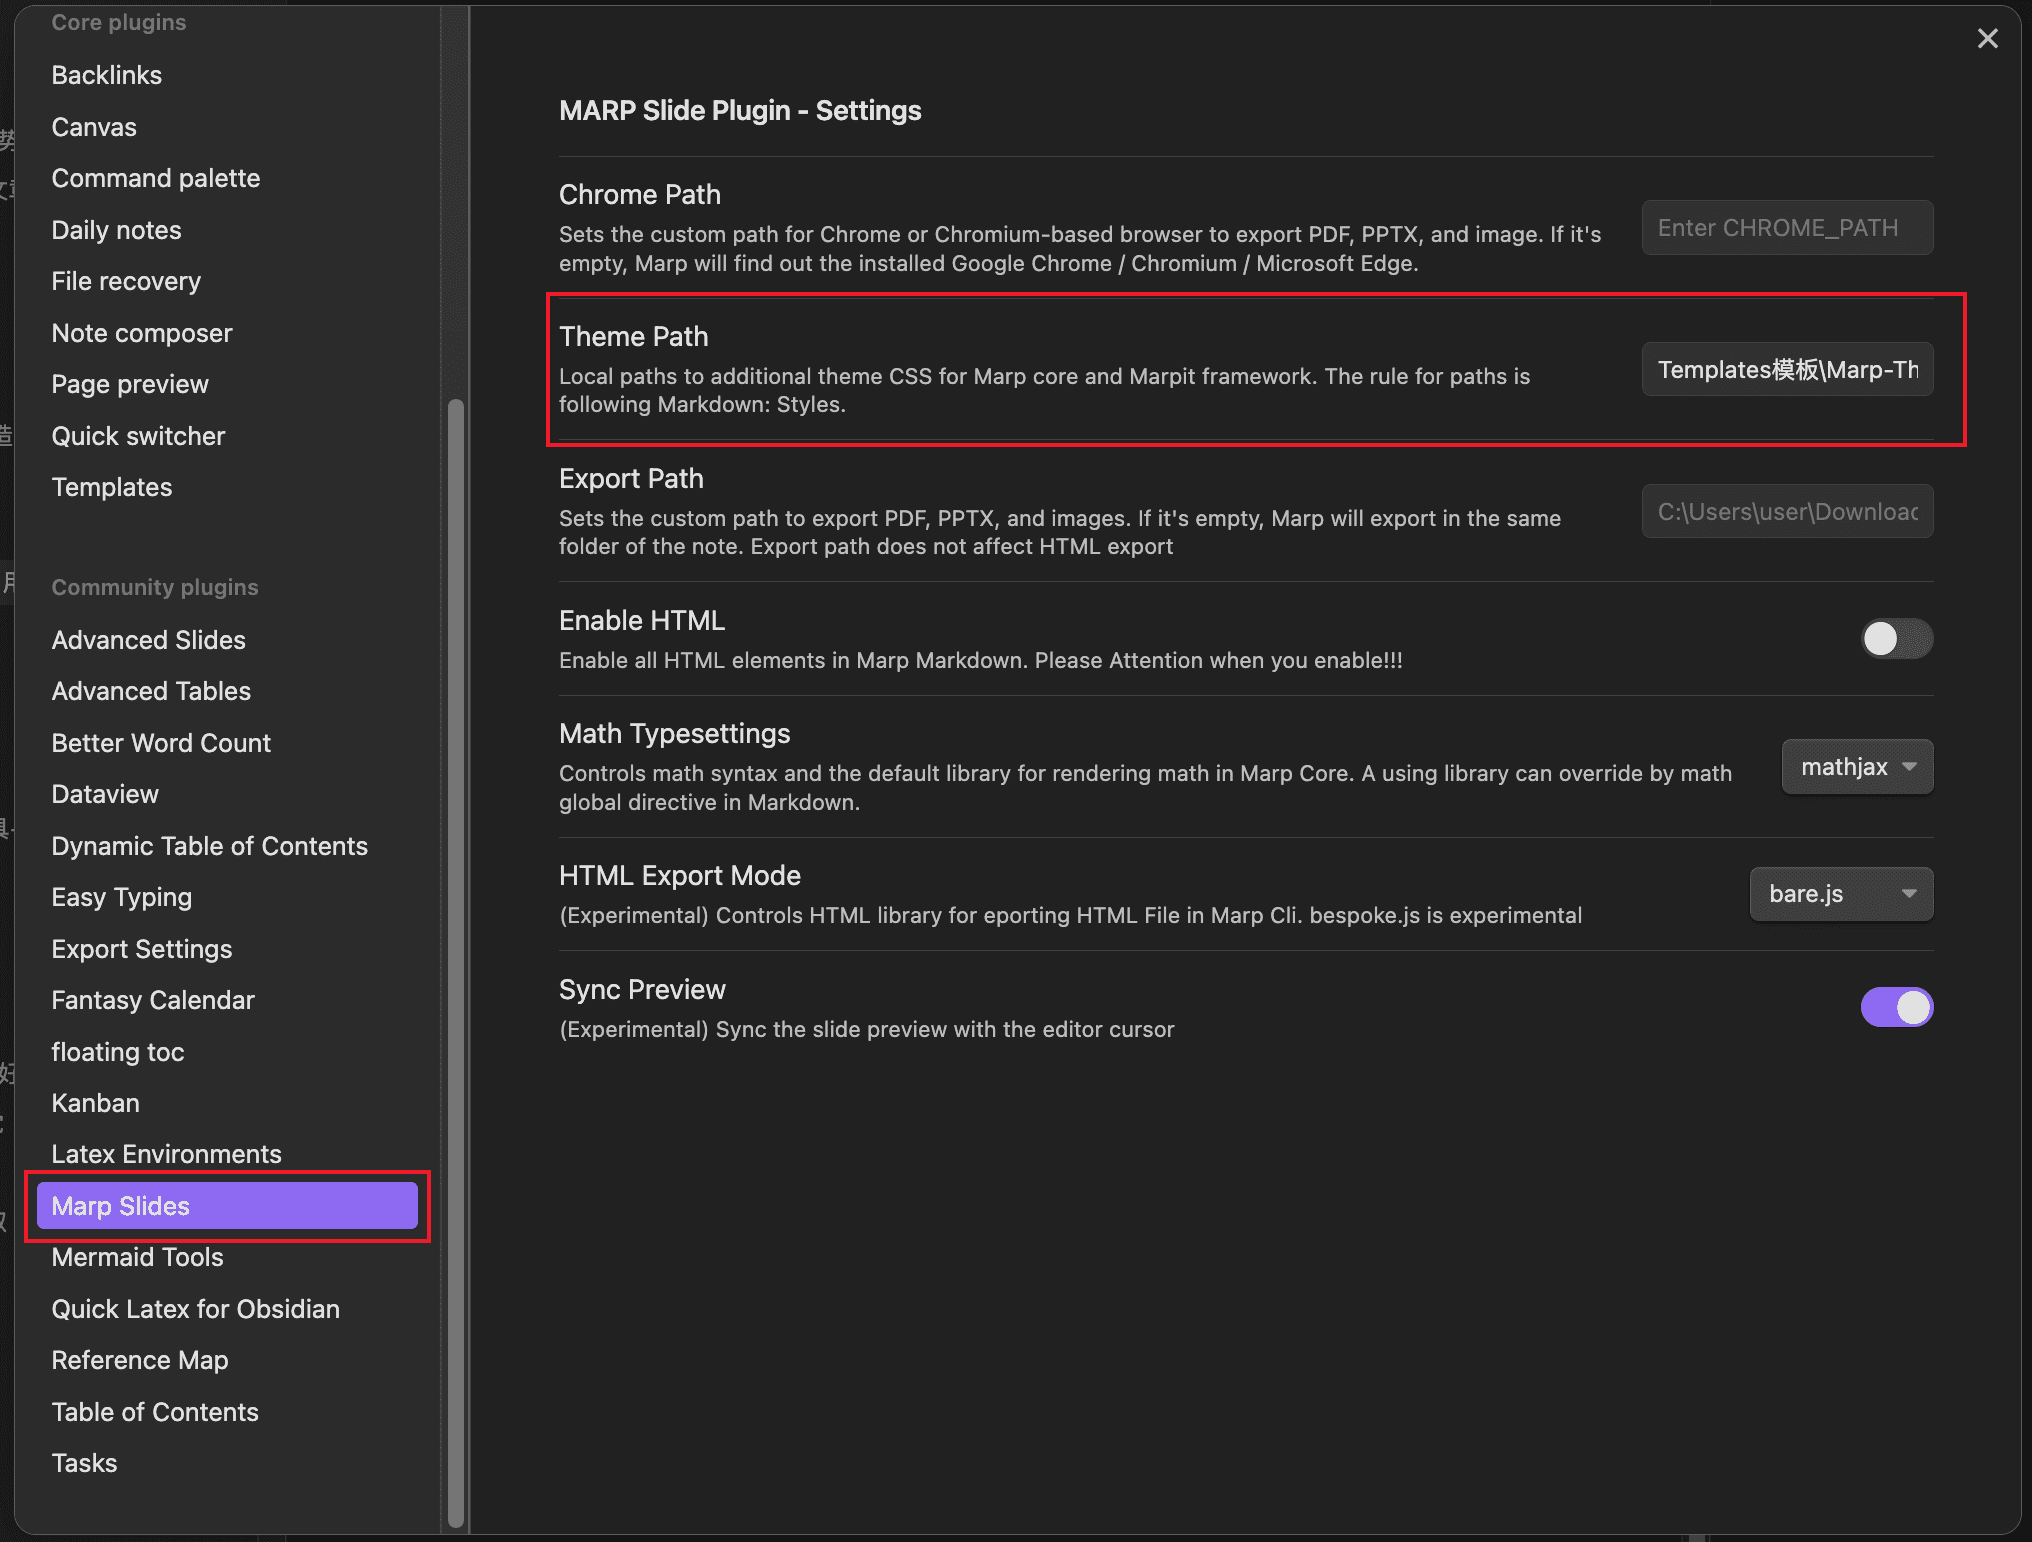 Core plugins
Backlinks
Canvas
Command palette
Daily notes
File recovery
Note composer
Page preview
Quick switcher
Templates
Community plugins
Advanced Slides
Advanced Tables
Better Word Count
Dataview
Dynamic Table of Contents
Easy Typing
Export Settings
Fantasy Calendar
floating toc
Kanban
Latex Environments
Marp Slides
Mermaid Tools
Quick Latex for Obsidian
Reference Map
Table of Contents
Tasks
MARP Slide Plugin - Settings
Chrome Path
Sets the custom path for Chrome or Chromium-based browser to export PDF, PPTX, and image. If it's
empty, Marp will find out the installed Google Chrome / Chromium / Microsoft Edge.
Enter CHROME_PATH
Theme Path
Local paths to additional theme CSS for Marp core and Marpit framework. The rule for paths is
following Markdown: Styles.
Templates模板\Marp-Th
Export Path
Sets the custom path to export PDF, PPTX, and images. If it's empty, Marp will export in the same
folder of the note. Export path does not affect HTML export
C:\Users\user\Downloac
Enable HTML
Enable all HTML elements in Marp Markdown. Please Attention when you enable!!!
Math Typesettings
Controls math syntax and the default library for rendering math in Marp Core. A using library can override by math
global directive in Markdown.
mathjax
HTML Export Mode
(Experimental) Controls HTML library for eporting HTML File in Marp Cli. bespoke.js is experimental
bare.js
Sync Preview
(Experimental) Sync the slide preview with the editor cursor